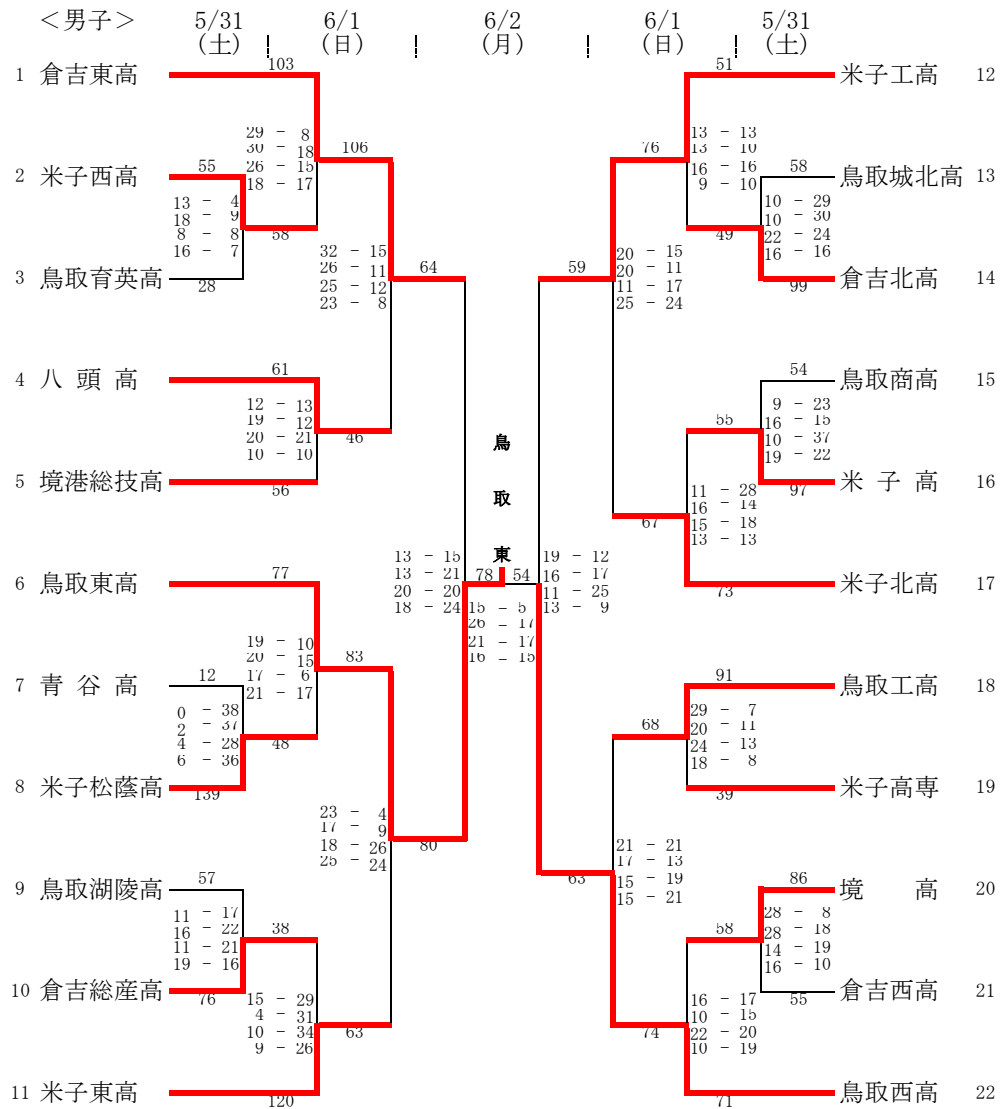 ＜男子＞ 5/31 6/1 6/2 6/1 5/31
（土） （日） （月） （日） （土）
1 倉吉東高 103 51 米子工高 12
29 － 8 13 － 13
30 － 18 106 76 13 － 10
26 － 15 16 － 16
2 米子西高 55 18 － 17 9 － 10 58 鳥取城北高 13
13 － 4 10 － 29
18 － 9 10 － 30
8 － 8 58 49 22 － 24
16 － 7 16 － 16
32 － 15 20 － 15
26 － 11 64 59 20 － 11
3 鳥取育英高 28 25 － 12 11 － 17 99 倉吉北高 14
23 － 8 25 － 24
4 八頭高 61 54 鳥取商高 15
12 － 13 9 － 23
19 － 12 55 16 － 15
20 － 21 46 鳥 10 － 37
10 － 10 19 － 22
5 境港総技高 56 取 97 米子高 16
11 － 28
16 － 14
67 15 － 18
13 － 13
東
13 － 15 19 － 12
6 鳥取東高 77 13 － 21 78 54 16 － 17 73 米子北高 17
20 － 20 11 － 25
18 － 24 13 － 9
15 － 5
26 － 17
21 － 17
16 － 15
19 － 10
20 － 15 83
17 － 6
7 青谷高 12 21 － 17 91 鳥取工高 18
0 － 38 29 － 7
2 － 37 68 20 － 11
4 － 28 48 24 － 13
6 － 36 18 － 8
8 米子松蔭高 139 39 米子高専 19
23 － 4
17 － 9
18 － 26 80 21 － 21
25 － 24 17 － 13
63 15 － 19
15 － 21
9 鳥取湖陵高 57 86 境高 20
11 － 17 28 － 8
16 － 22 38 58 28 － 18
11 － 21 14 － 19
19 － 16 16 － 10
10 倉吉総産高 76 55 倉吉西高 21
15 － 29 16 － 17
4 － 31 63 74 10 － 15
10 － 34 22 － 20
9 － 26 10 － 19
11 米子東高 120 71 鳥取西高 22